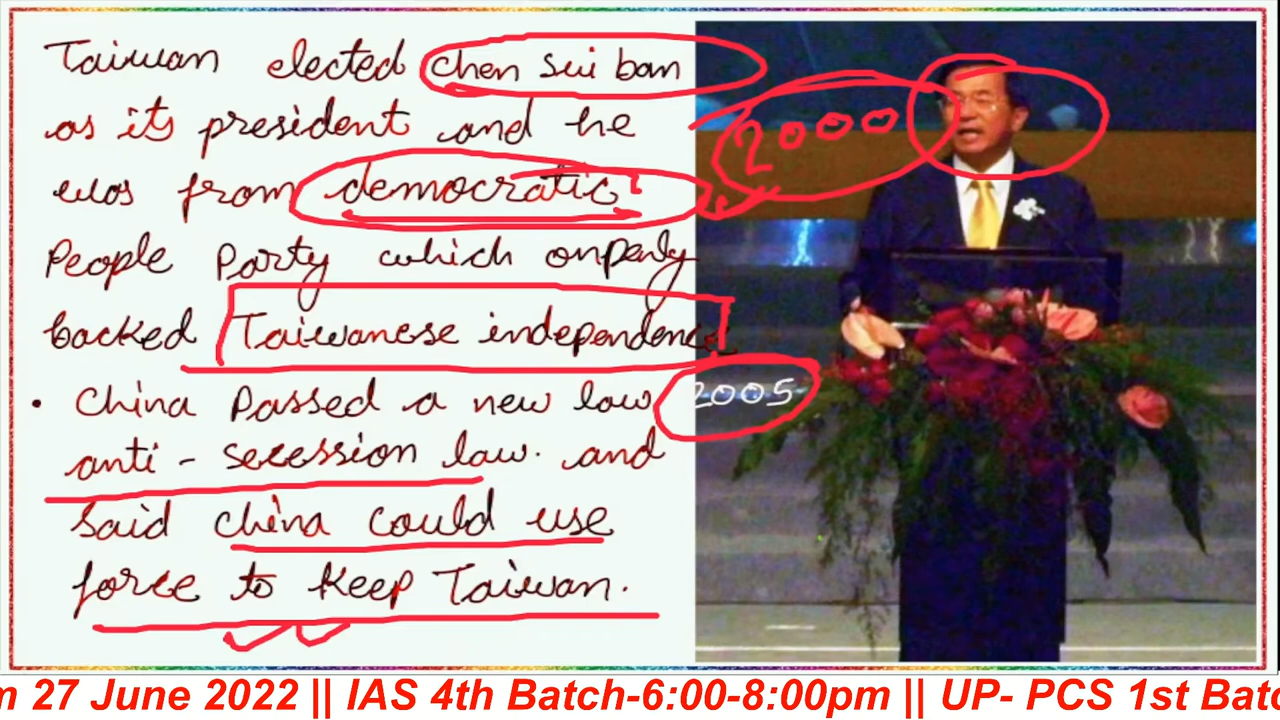 Taiwan elected chen sui ban
as its president and he 2000
was from democratic
People Party which onpenly
backed Taiwanese independence
• China Passed a new law 2005
anti - secession law. and
said china could use
force to keep Taiwan.
m 27 June 2022 || IAS 4th Batch-6:00-8:00pm || UP- PCS 1st Batc